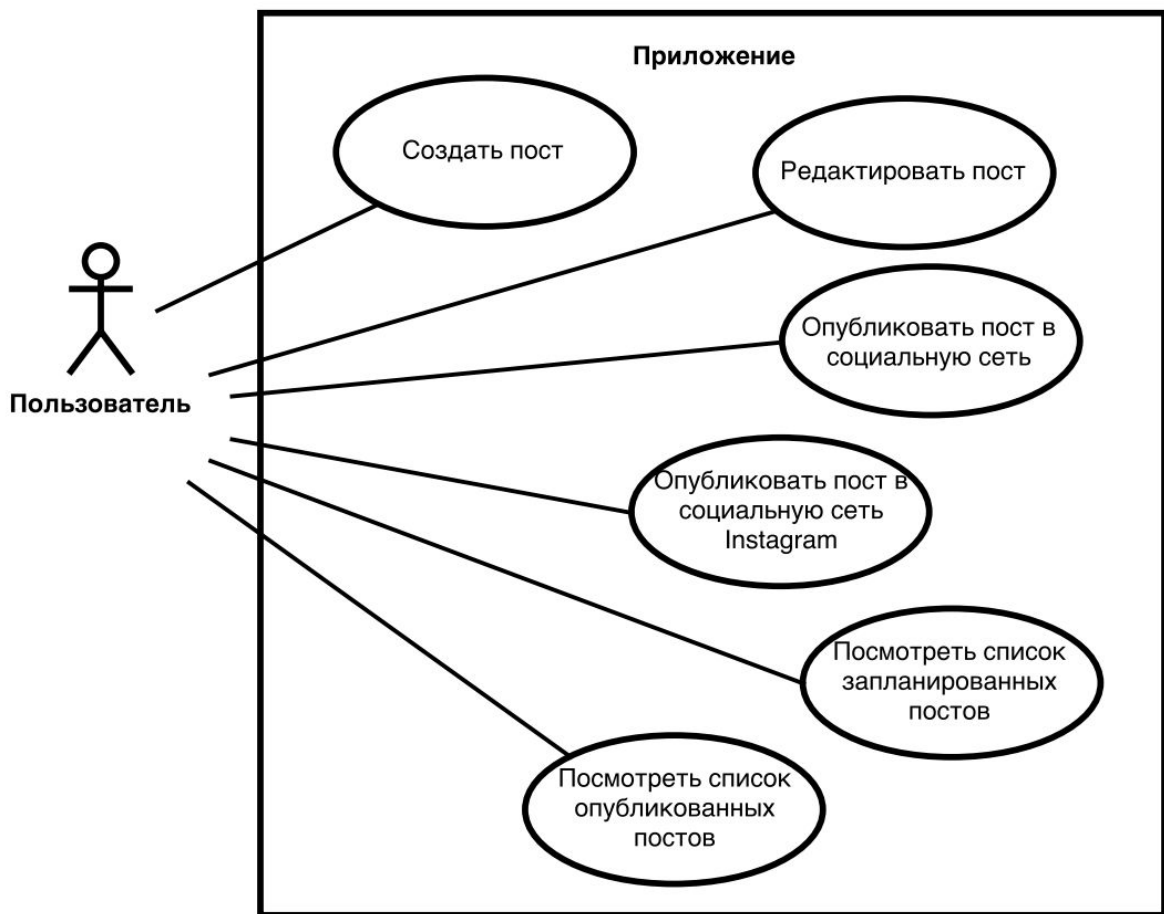 Приложение
Создать пост
Редактировать пост
Опубликовать пост в
социальную сеть
Пользователь
Опубликовать пост в
социальную сеть
Instagram
Посмотреть список
запланированных
постов
Посмотреть список
опубликованных
постов